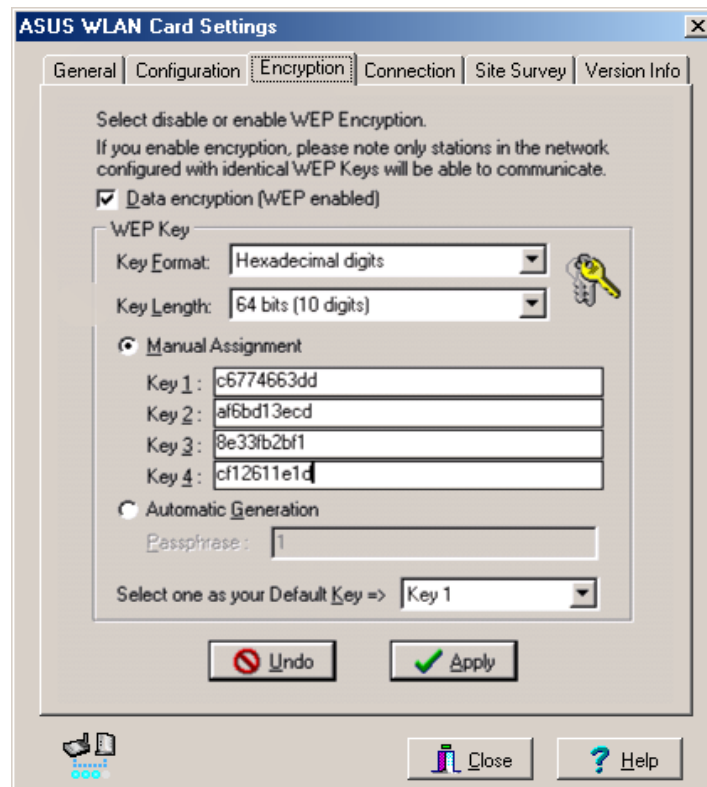 ASUS WLAN Card Settings
General Configuration Encryption Connection Site Survey Version Info
Select disable or enable WEP Encryption.
If you enable encryption, please note only stations in the network
configured with identical WEP Keys will be able to communicate.
Data encryption (WEP enabled)
WEP Key
Key Format: Hexadecimal digits
Key Length: 64 bits (10 digits)
Manual Assignment
Key 1 : c6774663dd
Key 2 : af6bd13ecd
Key 3 : 8e33fb2bf1
Key 4 : cf12611e1d
Automatic Generation
Passphrase : 1
Select one as your Default Key => Key 1
Undo Apply
Close Help